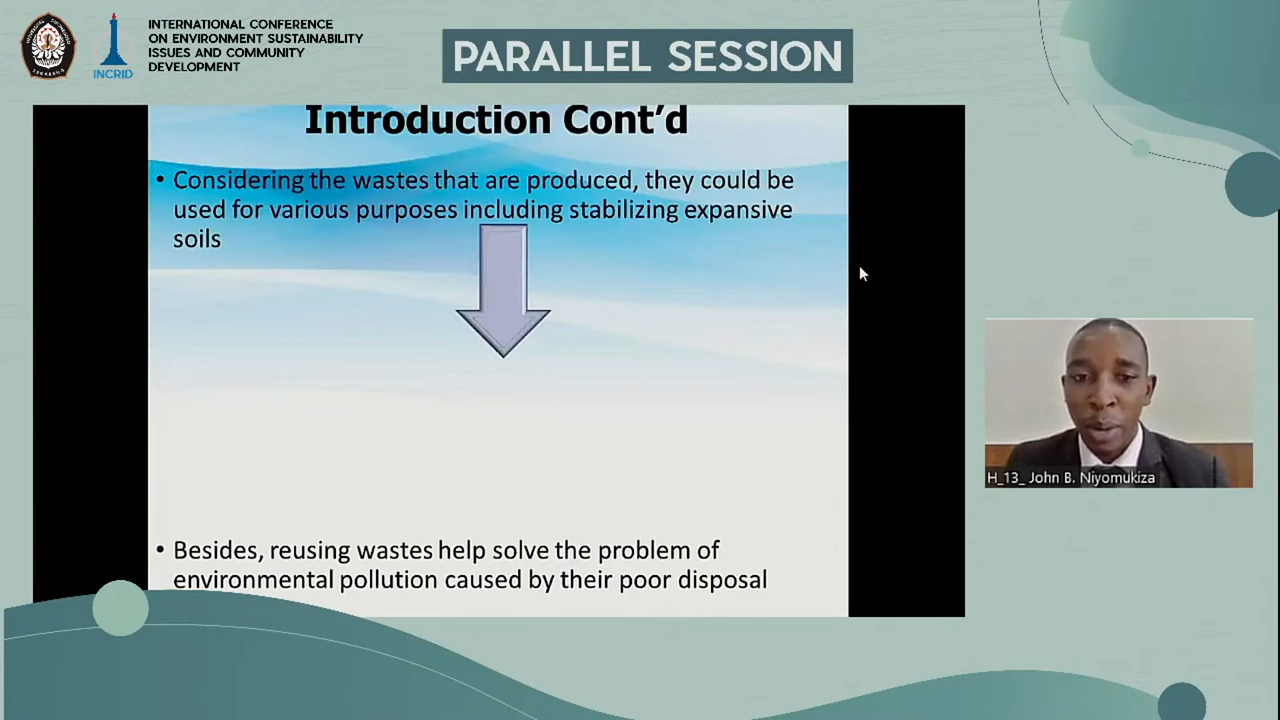 INTERNATIONAL CONFERENCE
ON ENVIRONMENT SUSTAINABILITY
ISSUES AND COMMUNITY
DEVELOPMENT
INCRID
PARALLEL SESSION
Introduction Cont’d
• Considering the wastes that are produced, they could be
used for various purposes including stabilizing expansive
soils
• Besides, reusing wastes help solve the problem of
environmental pollution caused by their poor disposal
H_13_ John B. Niyomukiza